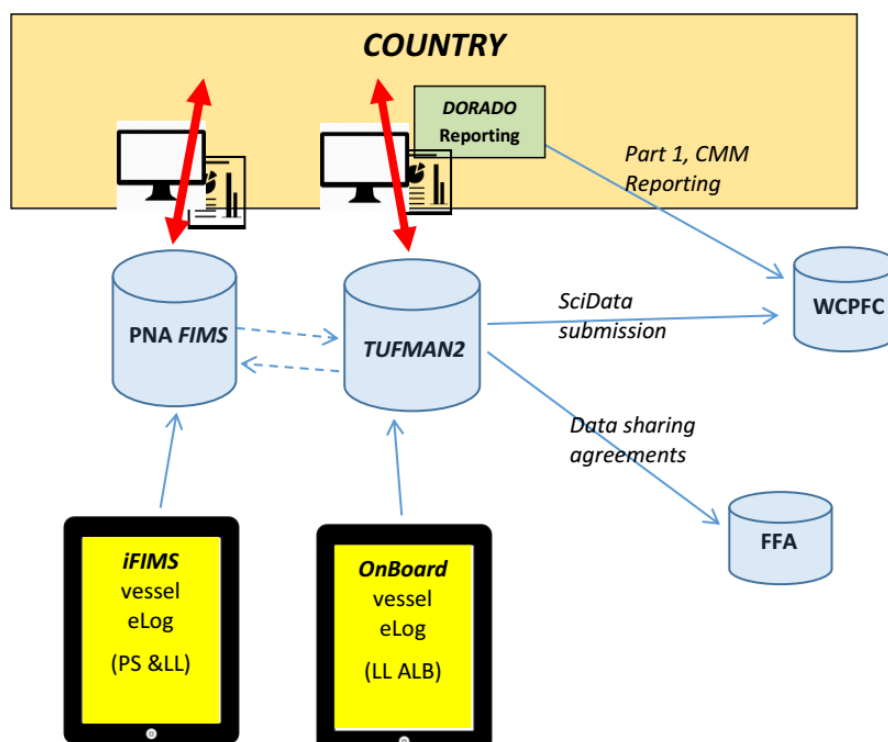 COUNTRY
DORADO
Reporting
Part 1, CMM
Reporting
PNA FIMS
TUFMAN2
SciData
submission
WCPFC
Data sharing
agreements
FFA
iFIMS
vessel
eLog
(PS &LL)
OnBoard
vessel
eLog
(LL ALB)